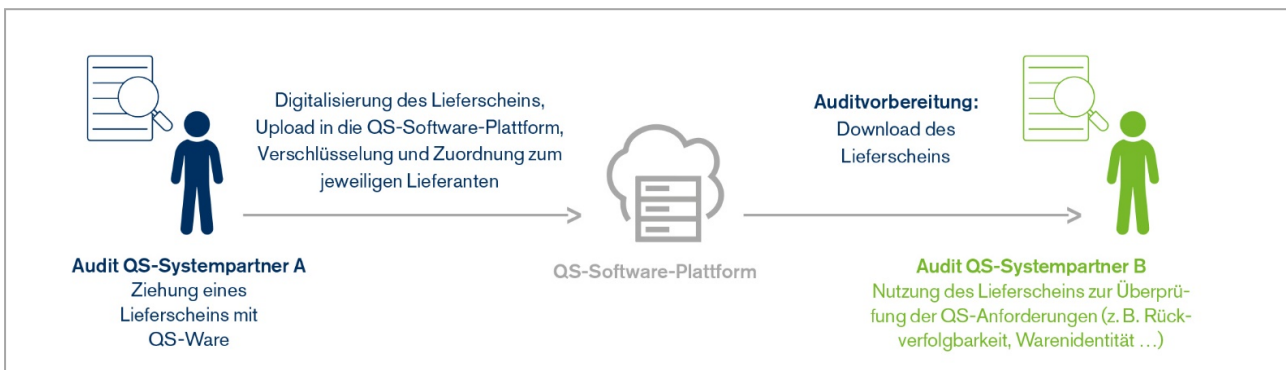 Digitalisierung des Lieferscheins,
Upload in die QS-Software-Plattform,
Verschlüsselung und Zuordnung zum
jeweiligen Lieferanten
Auditvorbereitung:
Download des
Lieferscheins
Audit QS-Systempartner A
Ziehung eines
Lieferscheins mit
QS-Ware
QS-Software-Plattform
Audit QS-Systempartner B
Nutzung des Lieferscheins zur Überprü-
fung der QS-Anforderungen (z. B. Rück-
verfolgbarkeit, Warenidentität ...)